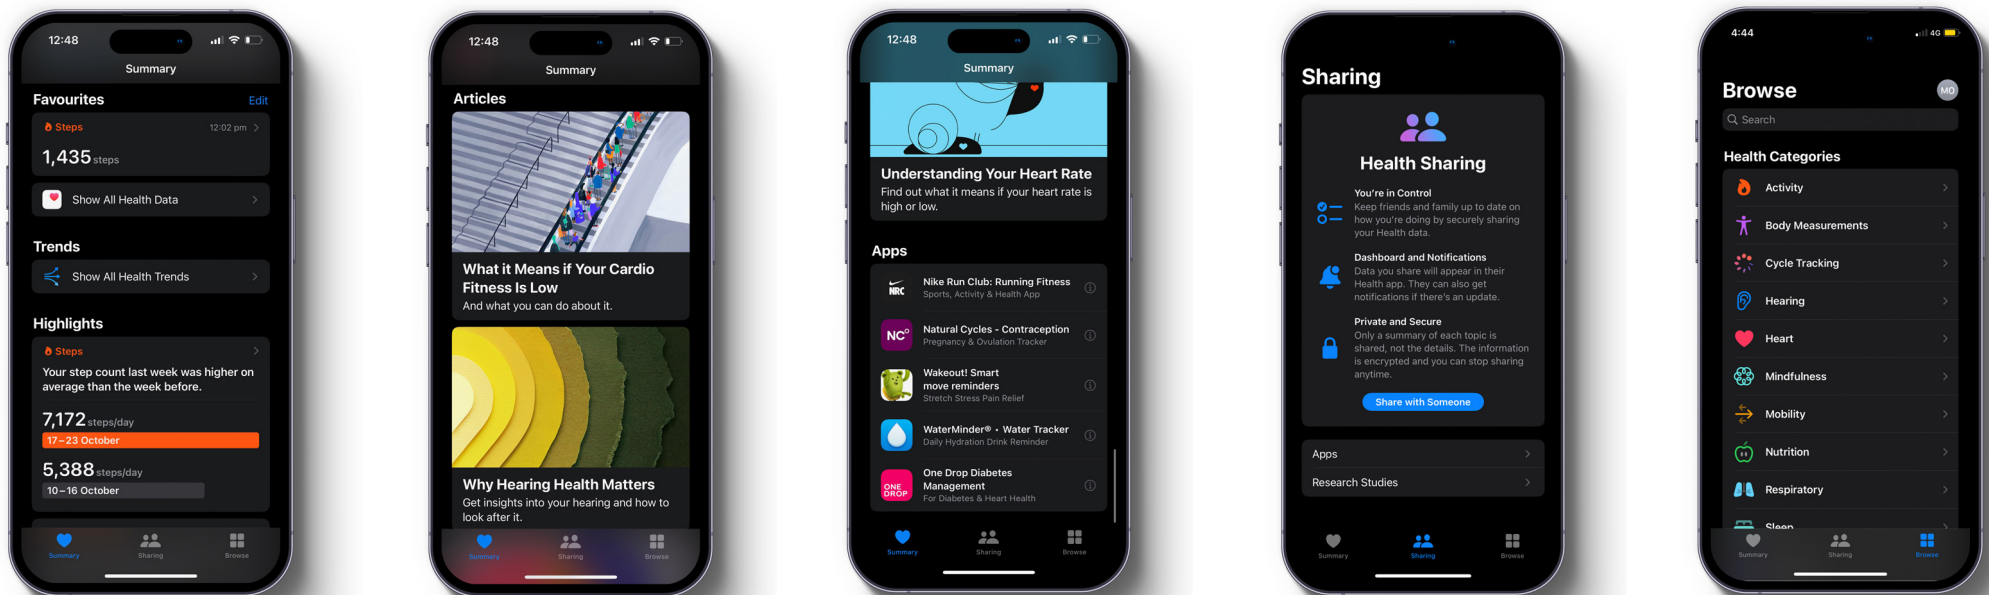 12:48
Summary
Favourites
Edit
Steps
12:02 pm
1,435 steps
Show All Health Data
Trends
Show All Health Trends
Highlights
Steps
Your step count last week was higher on
average than the week before.
7,172 steps/day
17–23 October
5,388 steps/day
10–16 October
Summary
Sharing
Browse
12:48
Summary
Articles
What it Means if Your Cardio
Fitness Is Low
And what you can do about it.
Why Hearing Health Matters
Get insights into your hearing and how to
look after it.
Summary
Sharing
Browse
12:48
Summary
Understanding Your Heart Rate
Find out what it means if your heart rate is
high or low.
Apps
NRC
Nike Run Club: Running Fitness
Sports, Activity & Health App
NC°
Natural Cycles - Contraception
Pregnancy & Ovulation Tracker
Wakeout! Smart
move reminders
Stretch Stress Pain Relief
WaterMinder® • Water Tracker
Daily Hydration Drink Reminder
ONE
DROP
One Drop Diabetes
Management
For Diabetes & Heart Health
Summary
Sharing
Browse
Sharing
Health Sharing
You're in Control
Keep friends and family up to date on
how you're doing by securely sharing
your Health data.
Dashboard and Notifications
Data you share will appear in their
Health app. They can also get
notifications if there's an update.
Private and Secure
Only a summary of each topic is
shared, not the details. The information
is encrypted and you can stop sharing
anytime.
Share with Someone
Apps
Research Studies
Summary
Sharing
Browse
4:44
4G
Browse
MO
Search
Health Categories
Activity
Body Measurements
Cycle Tracking
Hearing
Heart
Mindfulness
Mobility
Nutrition
Respiratory
Sleep
Summary
Sharing
Browse